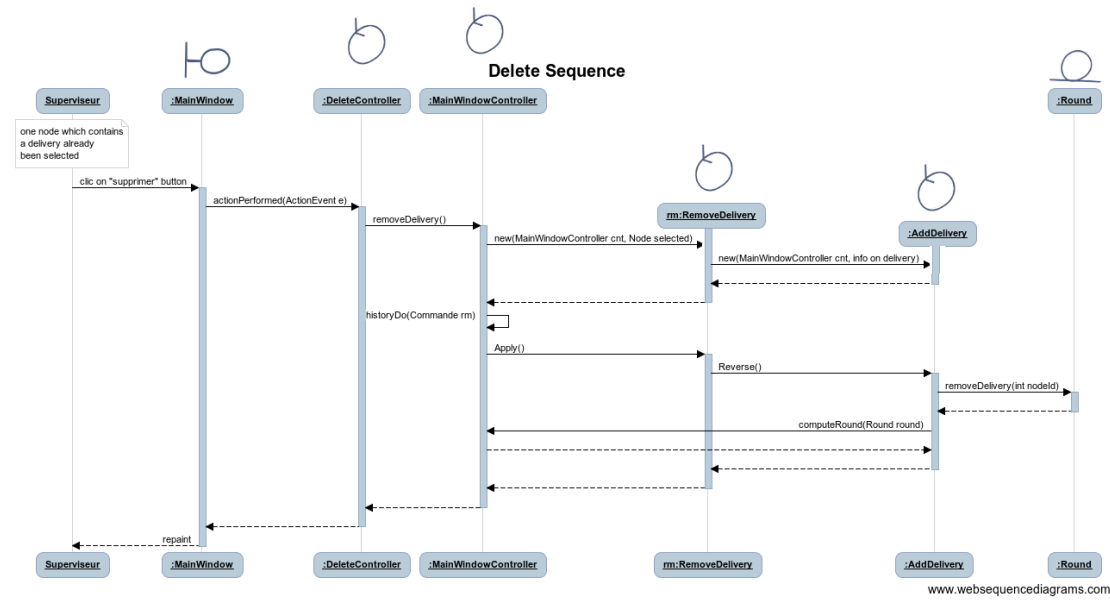 Delete Sequence
Superviseur
:MainWindow
:DeleteController
:MainWindowController
:Round
one node which contains
a delivery already
been selected
clic on "supprimer" button
actionPerformed(ActionEvent e)
removeDelivery()
rm:RemoveDelivery
new(MainWindowController cnt, Node selected)
:AddDelivery
new(MainWindowController cnt, info on delivery)
historyDo(Commande rm)
Apply()
Reverse()
removeDelivery(int nodeId)
computeRound(Round round)
repaint
Superviseur
:MainWindow
:DeleteController
:MainWindowController
rm:RemoveDelivery
:AddDelivery
:Round
www.websequencediagrams.com